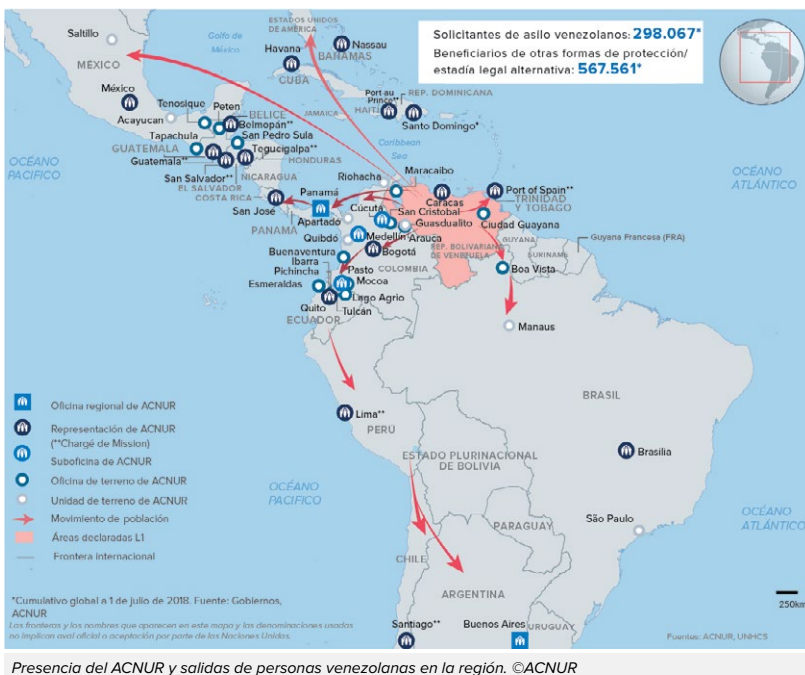 Solicitantes de asilo venezolanos: 298.067*
Beneficiarios de otras formas de protección/
estadía legal alternativa: 567.561*
ESTADOS UNIDOS
DE AMÉRICA
Saltillo
Golfo de
México
MÉXICO
Havana
Nassau
BAHAMAS
CUBA
México
Tenosique
Peten
Acayucan
BELICE
Belmopán**
Port au
Prince**
REP. DOMINICANA
HAITÍ
JAMAICA
Santo Domingo*
Tapachula
San Pedro Sula
Caribbean
Sea
GUATEMALA
Tegucigalpa**
Guatemala**
HONDURAS
San Salvador**
NICARAGUA
EL SALVADOR
COSTA RICA
OCÉANO
PACIFICO
OCÉANO
ATLÁNTICO
Riohacha
Maracaibo
Panamá
Caracas
Port of Spain**
TRINIDAD
Y TOBAGO
San José
Cúcuta
San Cristobal
Ciudad Guayana
Apartadó
Guasdualito
PANAMÁ
Medellín
Arauca
Quibdó
Bogotá
REP. BOLIVARIANA
DE VENEZUELA
GUYANA
SURINAME
Guyana Francesa (FRA)
Buenaventura
COLOMBIA
Ibarra
Pasto
Boa Vista
Pichincha
Mocoa
Esmeraldas
Lago Agrio
Quito
Tulcán
ECUADOR
Manaus
BRASIL
Lima**
PERÚ
Brasilia
ESTADO PLURINACIONAL
DE BOLIVIA
OCÉANO
PACIFICO
São Paulo
OCÉANO
ATLÁNTICO
PARAGUAY
CHILE
ARGENTINA
Santiago**
Buenos Aires
URUGUAY
Oficina regional de ACNUR
Representación de ACNUR
(**Chargé de Mission)
Suboficina de ACNUR
Oficina de terreno de ACNUR
Unidad de terreno de ACNUR
Movimiento de población
Áreas declaradas L1
Frontera internacional
250km
*Cumulativo global a 1 de julio de 2018. Fuente: Gobiernos,
ACNUR
Las fronteras y los nombres que aparecen en este mapa y las denominaciones usadas
no implican aval oficial o aceptación por parte de las Naciones Unidas.
Fuentes: ACNUR, UNHCS
Presencia del ACNUR y salidas de personas venezolanas en la región. ©ACNUR